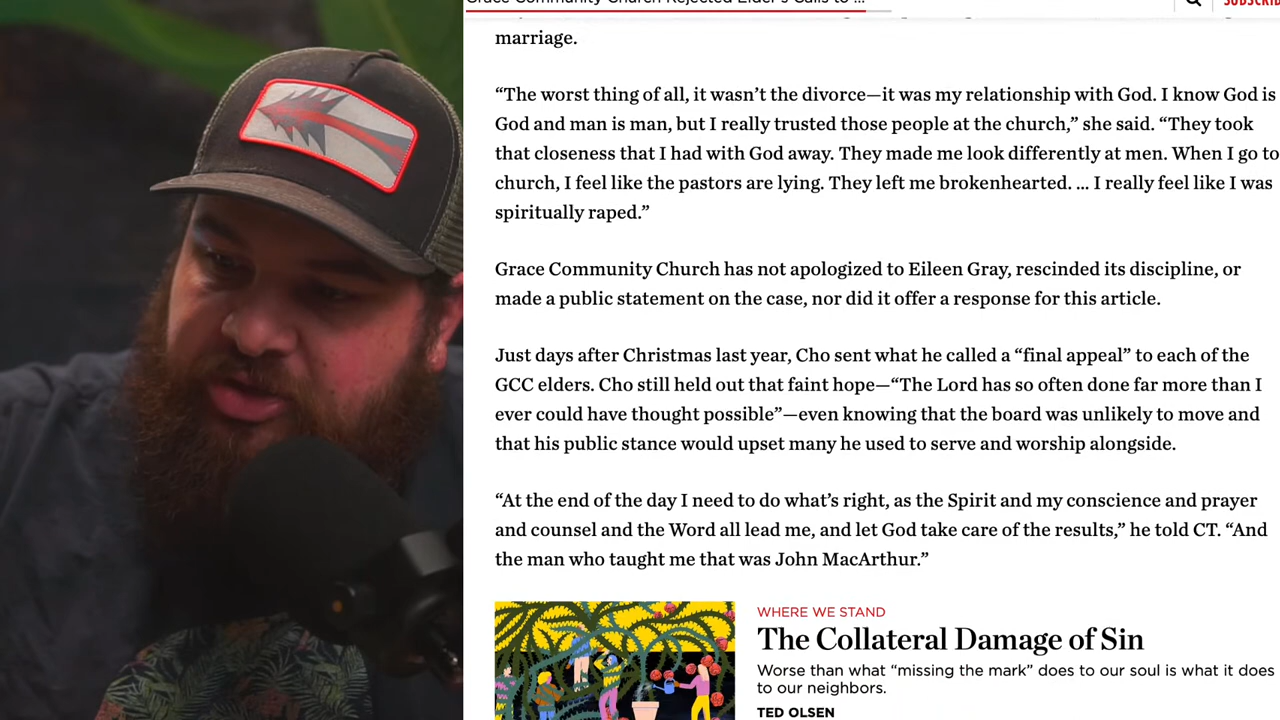 Grace Community Church Rejected Elder's Calls to ...
SUBSCRIB
marriage.
“The worst thing of all, it wasn’t the divorce—it was my relationship with God. I know God is
God and man is man, but I really trusted those people at the church,” she said. “They took
that closeness that I had with God away. They made me look differently at men. When I go to
church, I feel like the pastors are lying. They left me brokenhearted. … I really feel like I was
spiritually raped.”
Grace Community Church has not apologized to Eileen Gray, rescinded its discipline, or
made a public statement on the case, nor did it offer a response for this article.
Just days after Christmas last year, Cho sent what he called a “final appeal” to each of the
GCC elders. Cho still held out that faint hope—“The Lord has so often done far more than I
ever could have thought possible”—even knowing that the board was unlikely to move and
that his public stance would upset many he used to serve and worship alongside.
“At the end of the day I need to do what’s right, as the Spirit and my conscience and prayer
and counsel and the Word all lead me, and let God take care of the results,” he told CT. “And
the man who taught me that was John MacArthur.”
WHERE WE STAND
The Collateral Damage of Sin
Worse than what “missing the mark” does to our soul is what it does
to our neighbors.
TED OLSEN